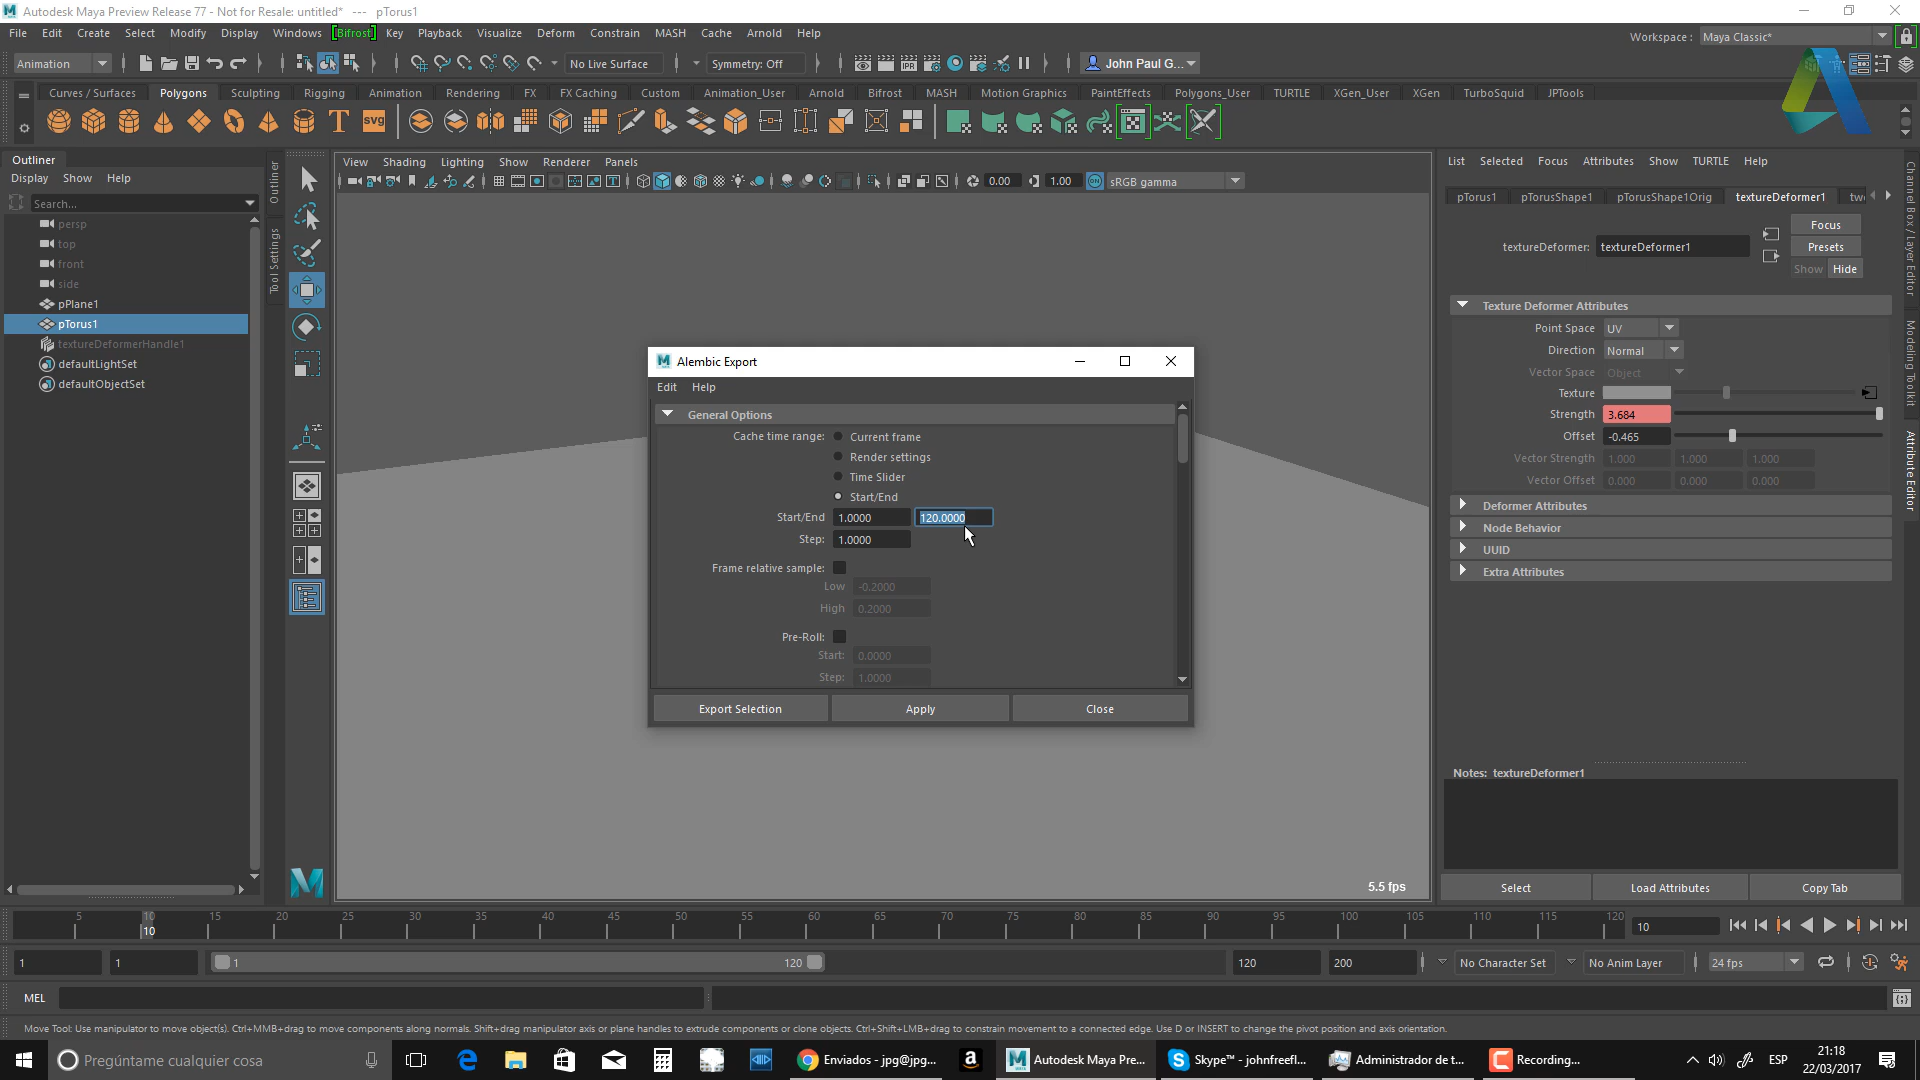 Autodesk Maya Preview Release 77 - Not for Resale: untitled* --- pTorus1
File Edit Create Select Modify Display Windows Bifrost Key Playback Visualize Deform Constrain MASH Cache Arnold Help
Workspace : Maya Classic*
Animation No Live Surface Symmetry: Off John Paul G...
Curves / Surfaces Polygons Sculpting Rigging Animation Rendering FX FX Caching Custom Animation_User Arnold Bifrost MASH Motion Graphics PaintEffects Polygons_User TURTLE XGen_User XGen TurboSquid JPTools
Outliner
Display Show Help
Search...
persp
top
front
side
pPlane1
pTorus1
textureDeformerHandle1
defaultLightSet
defaultObjectSet
Outliner
Tool Settings
View Shading Lighting Show Renderer Panels
0.00 1.00 sRGB gamma
Alembic Export
Edit Help
General Options
Cache time range: Current frame
Render settings
Time Slider
Start/End
Start/End 1.0000 120.0000
Step: 1.0000
Frame relative sample:
Low -0.2000
High 0.2000
Pre-Roll:
Start: 0.0000
Step: 1.0000
Export Selection Apply Close
5.5 fps
List Selected Focus Attributes Show TURTLE Help
pTorus1 pTorusShape1 pTorusShape1Orig textureDeformer1 tw
textureDeformer: textureDeformer1
Focus
Presets
Show Hide
Texture Deformer Attributes
Point Space UV
Direction Normal
Vector Space Object
Texture
Strength 3.684
Offset -0.465
Vector Strength 1.000 1.000 1.000
Vector Offset 0.000 0.000 0.000
Deformer Attributes
Node Behavior
UUID
Extra Attributes
Notes: textureDeformer1
Select Load Attributes Copy Tab
Channel Box / Layer Editor
Modeling Toolkit
Attribute Editor
5 10 15 20 25 30 35 40 45 50 55 60 65 70 75 80 85 90 95 100 105 110 115 120
10
10
1 1 1 120 120 200 No Character Set No Anim Layer 24 fps
MEL
Move Tool: Use manipulator to move object(s). Ctrl+MMB+drag to move components along normals. Shift+drag manipulator axis or plane handles to extrude components or clone objects. Ctrl+Shift+LMB+drag to constrain movement to a connected edge. Use D or INSERT to change the pivot position and axis orientation.
Pregúntame cualquier cosa
Enviados - jpg@jpg...
Autodesk Maya Pre...
Skype™ - johnfreefl...
Administrador de t...
Recording...
ESP
21:18
22/03/2017